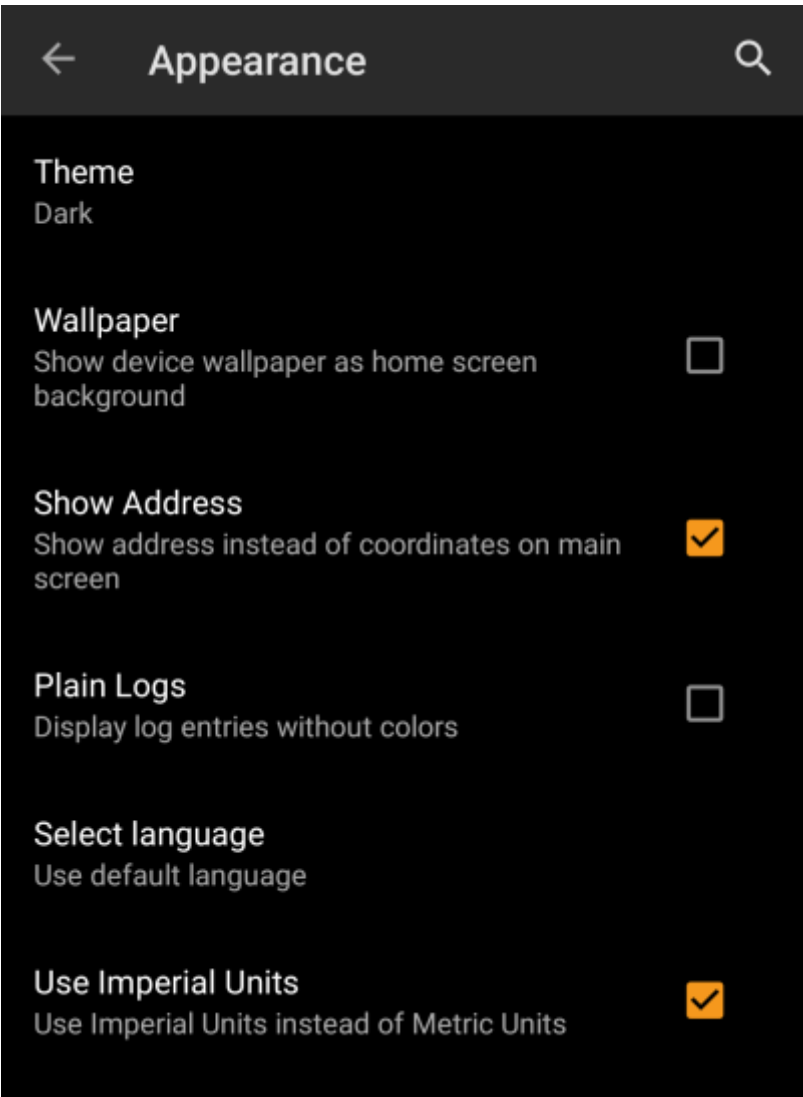 Appearance
Theme
Dark
Wallpaper
Show device wallpaper as home screen
background
Show Address
Show address instead of coordinates on main
screen
Plain Logs
Display log entries without colors
Select language
Use default language
Use Imperial Units
Use Imperial Units instead of Metric Units